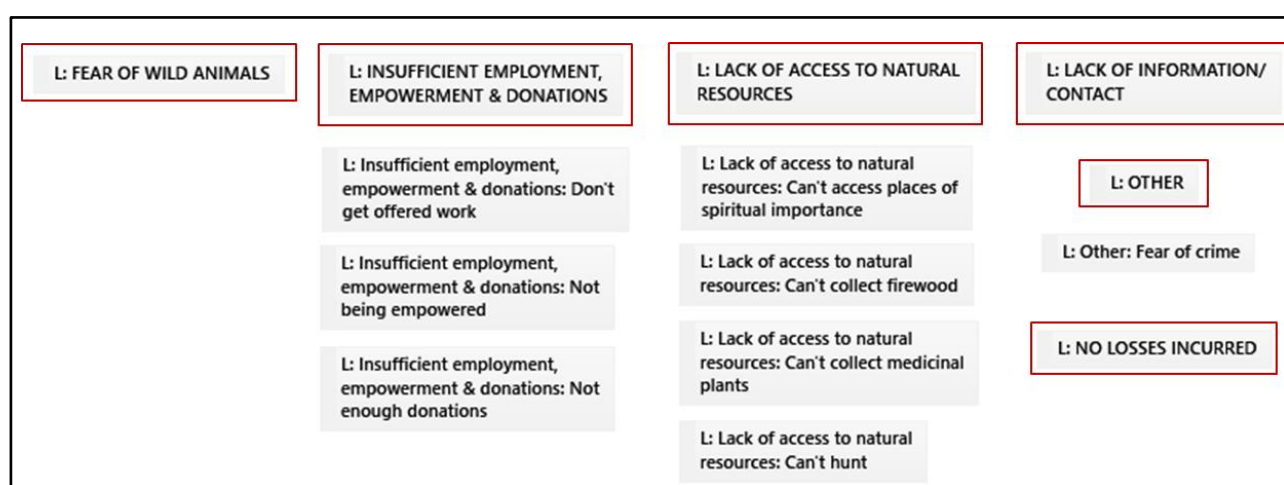 L: FEAR OF WILD ANIMALS
L: INSUFFICIENT EMPLOYMENT,
EMPOWERMENT & DONATIONS
L: Insufficient employment,
empowerment & donations: Don't
get offered work
L: Insufficient employment,
empowerment & donations: Not
being empowered
L: Insufficient employment,
empowerment & donations: Not
enough donations
L: LACK OF ACCESS TO NATURAL
RESOURCES
L: Lack of access to natural
resources: Can't access places of
spiritual importance
L: Lack of access to natural
resources: Can't collect firewood
L: Lack of access to natural
resources: Can't collect medicinal
plants
L: Lack of access to natural
resources: Can't hunt
L: LACK OF INFORMATION/
CONTACT
L: OTHER
L: Other: Fear of crime
L: NO LOSSES INCURRED